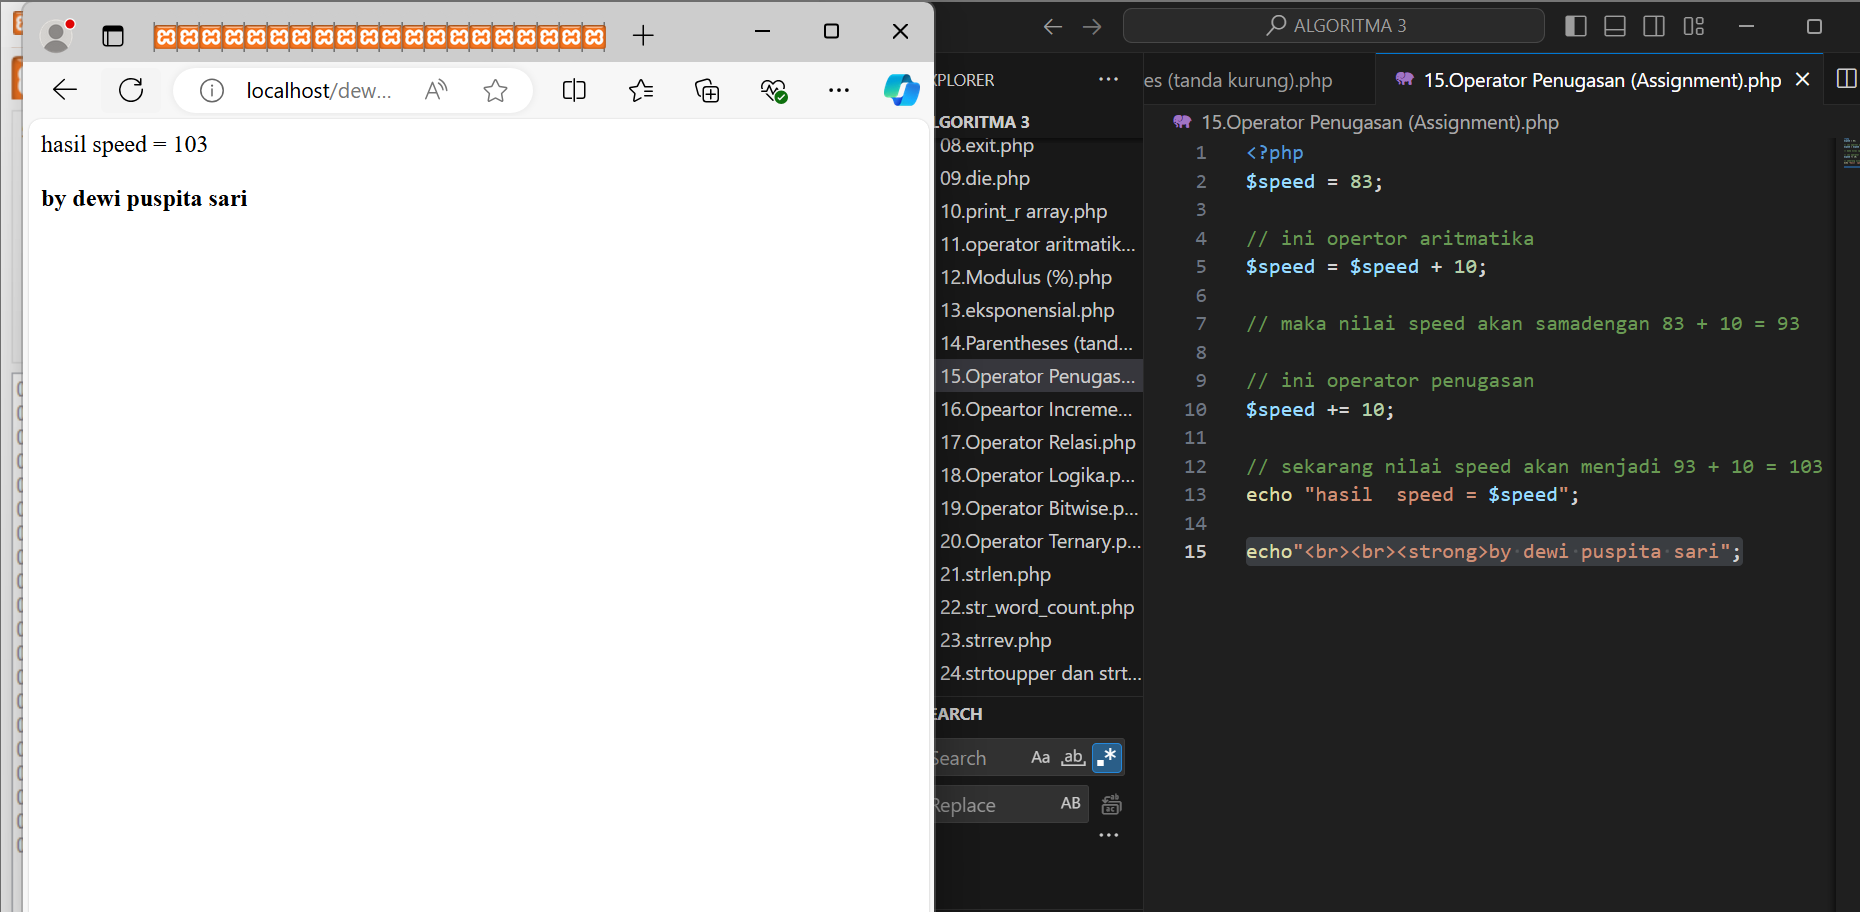 localhost/dew...
hasil speed = 103
by dewi puspita sari
ALGORITMA 3
XPLORER
LGORITMA 3
08.exit.php
09.die.php
10.print_r array.php
11.operator aritmatik...
12.Modulus (%).php
13.eksponensial.php
14.Parentheses (tand...
15.Operator Penugas...
16.Opeartor Increme...
17.Operator Relasi.php
18.Operator Logika.p...
19.Operator Bitwise.p...
20.Operator Ternary.p...
21.strlen.php
22.str_word_count.php
23.strrev.php
24.strtoupper dan strt...
EARCH
Search Aa ab
Replace AB
es (tanda kurung).php 15.Operator Penugasan (Assignment).php
15.Operator Penugasan (Assignment).php
1 <?php
2 $speed = 83;
3
4 // ini opertor aritmatika
5 $speed = $speed + 10;
6
7 // maka nilai speed akan samadengan 83 + 10 = 93
8
9 // ini operator penugasan
10 $speed += 10;
11
12 // sekarang nilai speed akan menjadi 93 + 10 = 103
13 echo "hasil  speed = $speed";
14
15 echo"<br><br><strong>by dewi puspita sari";